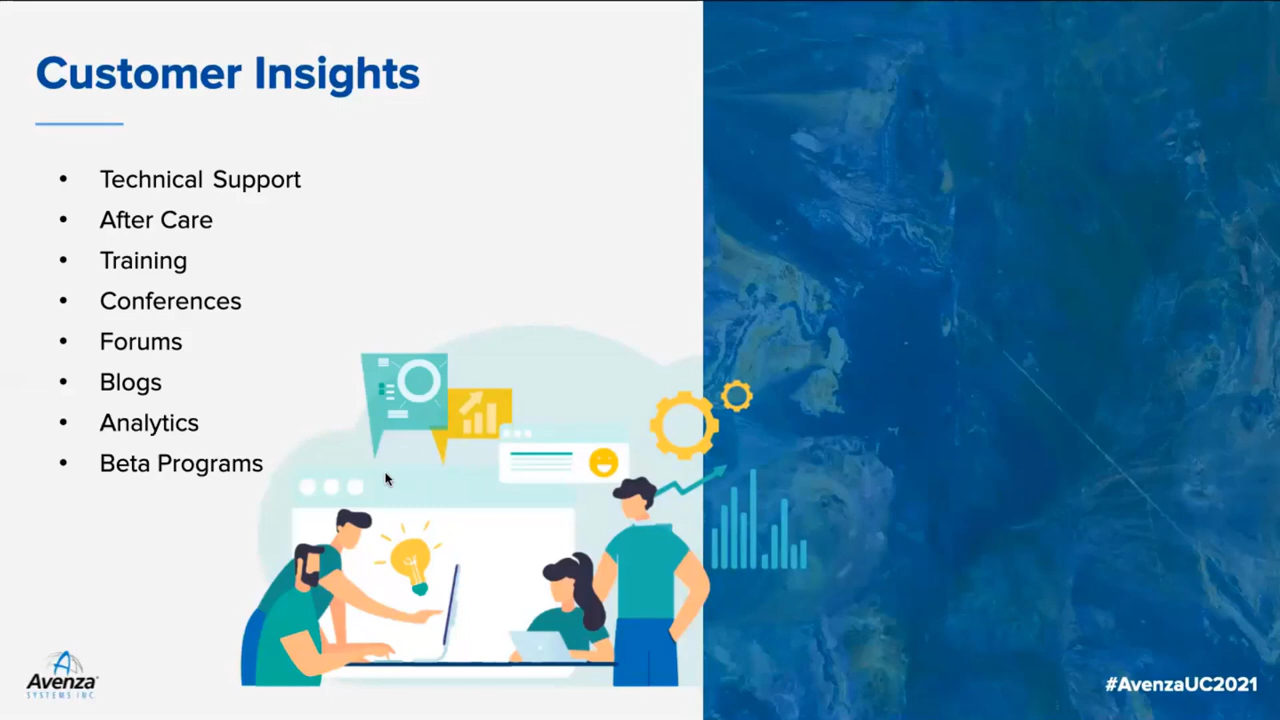 Customer Insights
• Technical Support
• After Care
• Training
• Conferences
• Forums
• Blogs
• Analytics
• Beta Programs
Avenza
SYSTEMS INC.
#AvenzaUC2021